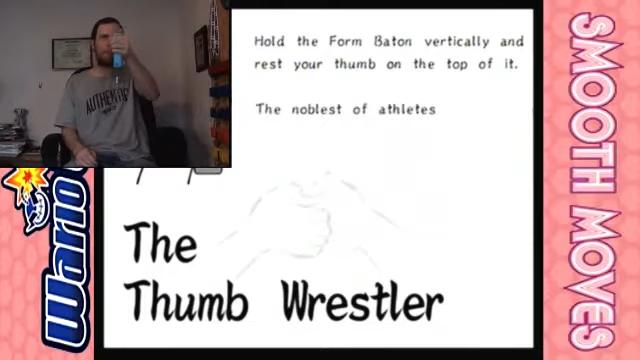 Hold the Form Baton vertically and
rest your thumb on the top of it.
The noblest of athletes
AUTHENTIC
The
Thumb Wrestler
Wario
SMOOTH MOVES